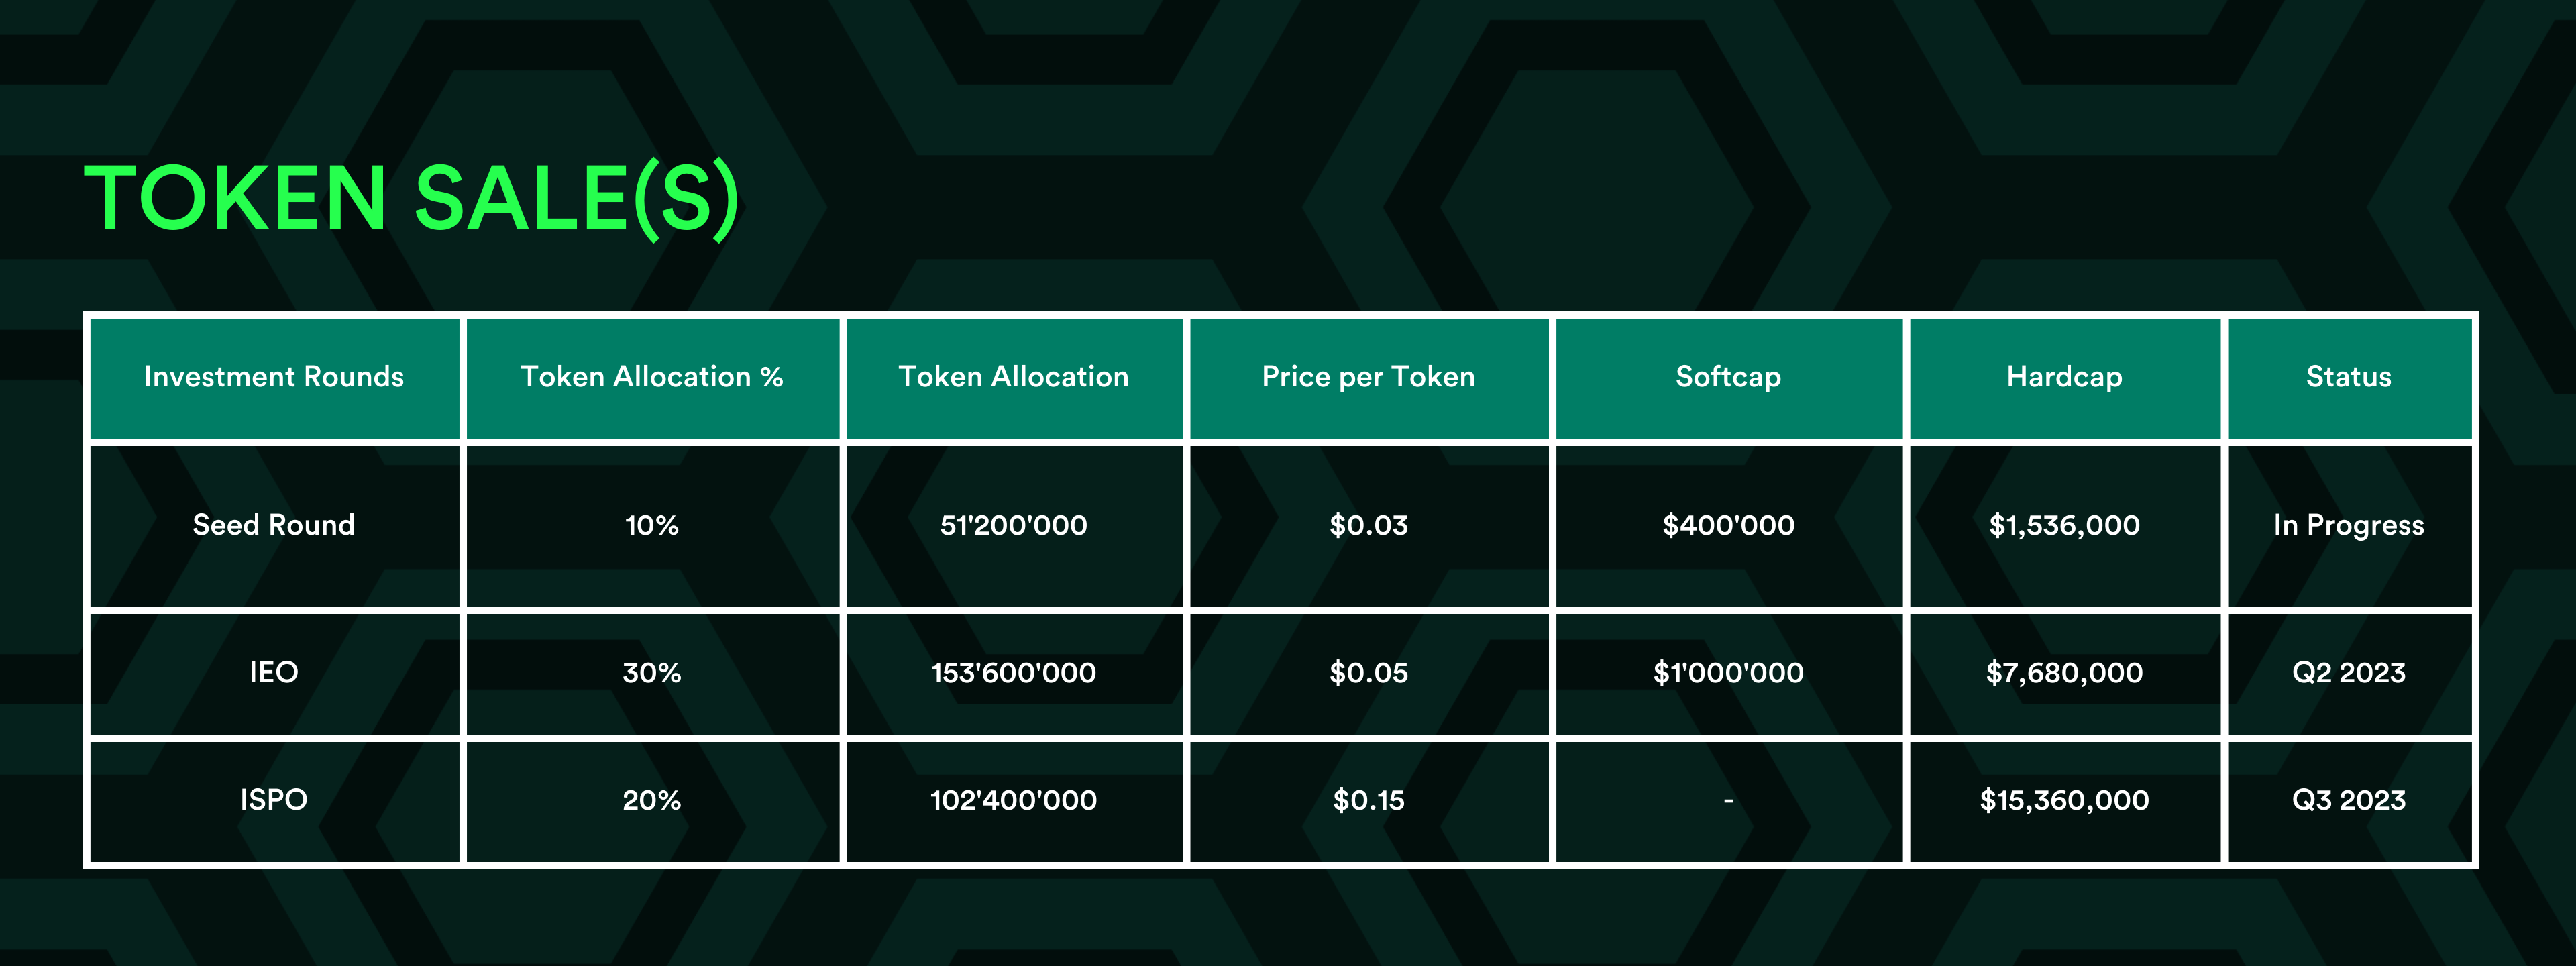 TOKEN SALE(S)
Investment Rounds Token Allocation % Token Allocation Price per Token Softcap Hardcap Status
Seed Round 10% 51'200'000 $0.03 $400'000 $1,536,000 In Progress
IEO 30% 153'600'000 $0.05 $1'000'000 $7,680,000 Q2 2023
ISPO 20% 102'400'000 $0.15 - $15,360,000 Q3 2023